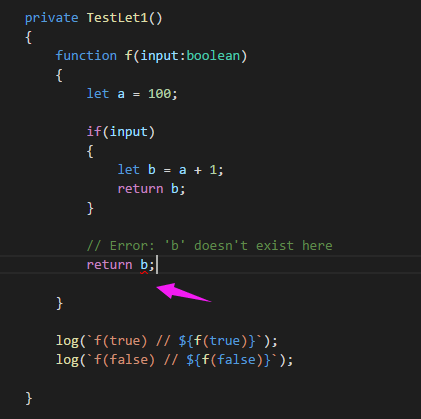 private TestLet1()
{
function f(input:boolean)
{
let a = 100;
if(input)
{
let b = a + 1;
return b;
}
// Error: 'b' doesn't exist here
return b;
}
log(`f(true) // ${f(true)}`);
log(`f(false) // ${f(false)}`);
}